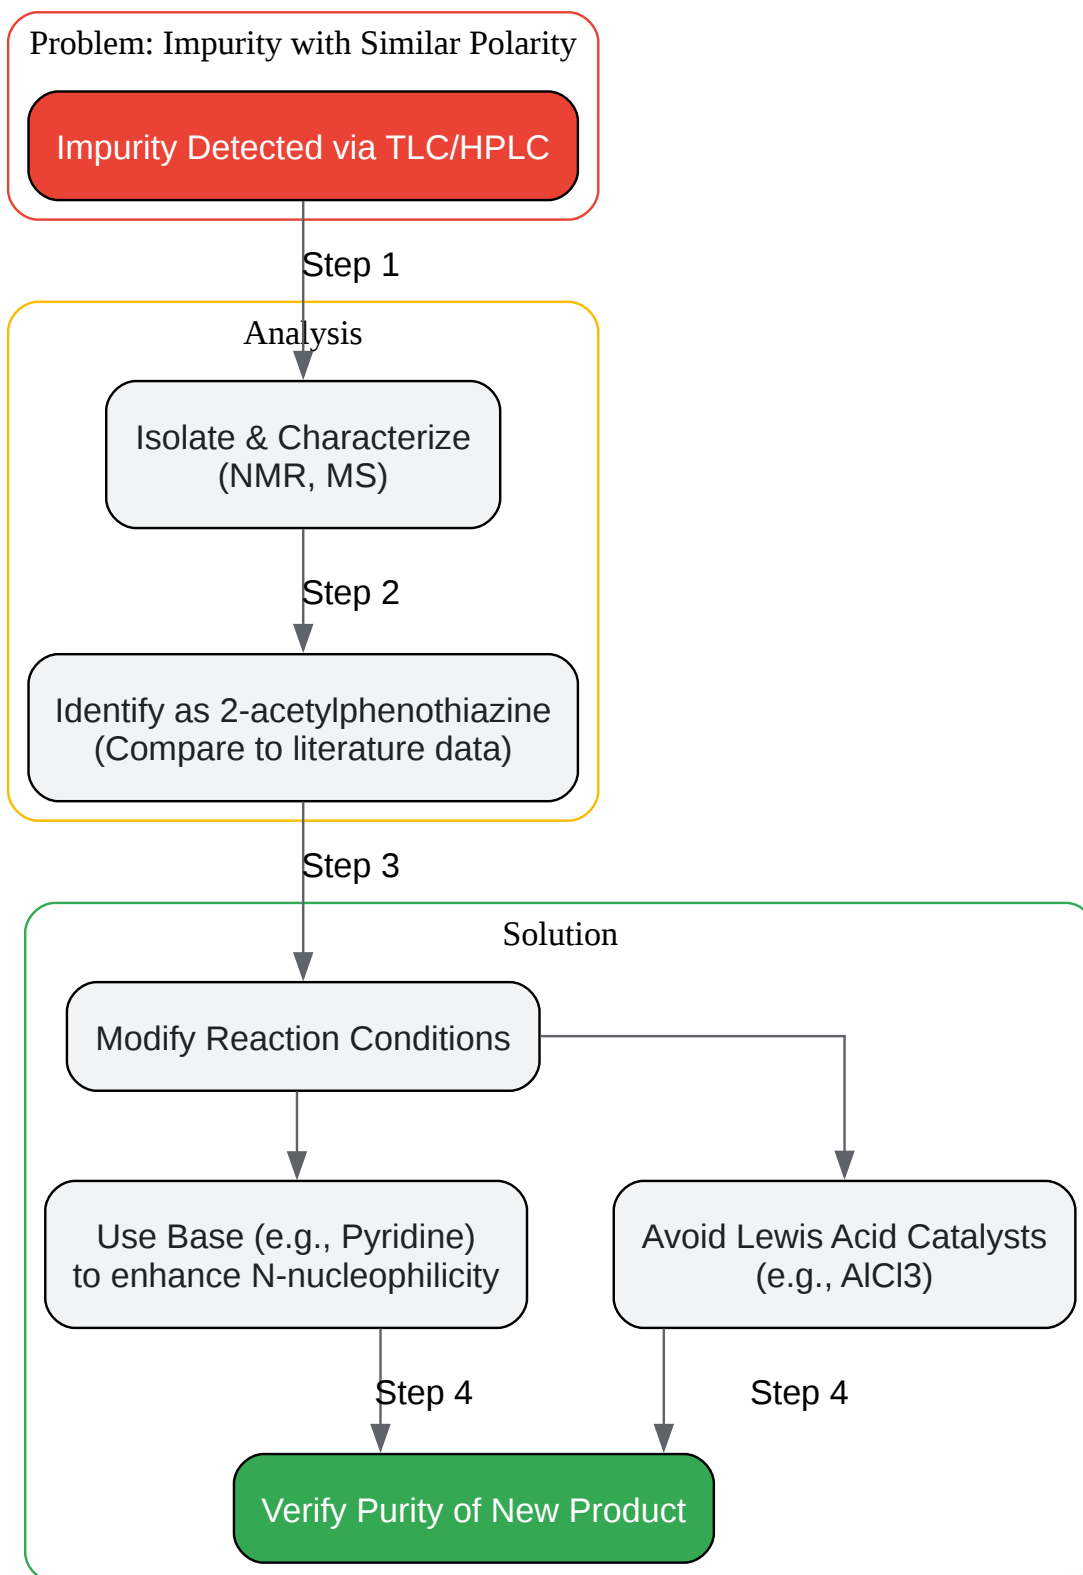 Problem: Impurity with Similar Polarity
Impurity Detected via TLC/HPLC
Step 1
Analysis
Isolate & Characterize
(NMR, MS)
Step 2
Identify as 2-acetylphenothiazine
(Compare to literature data)
Step 3
Solution
Modify Reaction Conditions
Use Base (e.g., Pyridine)
to enhance N-nucleophilicity
Avoid Lewis Acid Catalysts
(e.g., AlCl3)
Step 4
Step 4
Verify Purity of New Product